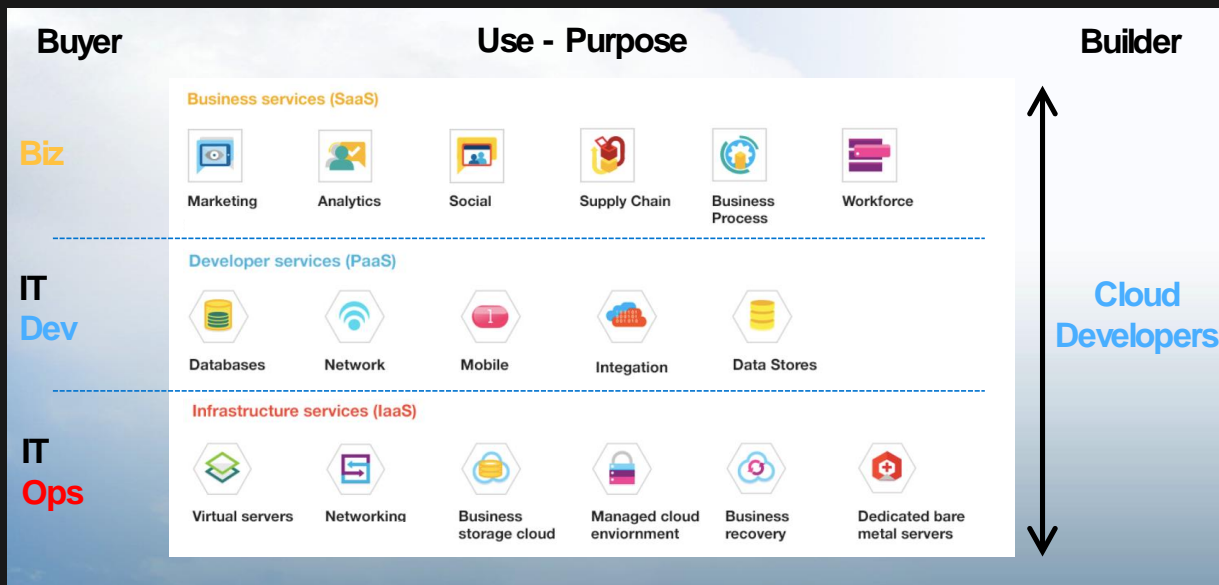 Buyer
Use - Purpose
Builder
Business services (SaaS)
Biz
Marketing
Analytics
Social
Supply Chain
Business
Process
Workforce
Developer services (PaaS)
IT
Dev
1
Databases
Network
Mobile
Integation
Data Stores
Cloud
Developers
Infrastructure services (IaaS)
IT
Ops
Virtual servers
Networking
Business
storage cloud
Managed cloud
enviornment
Business
recovery
Dedicated bare
metal servers